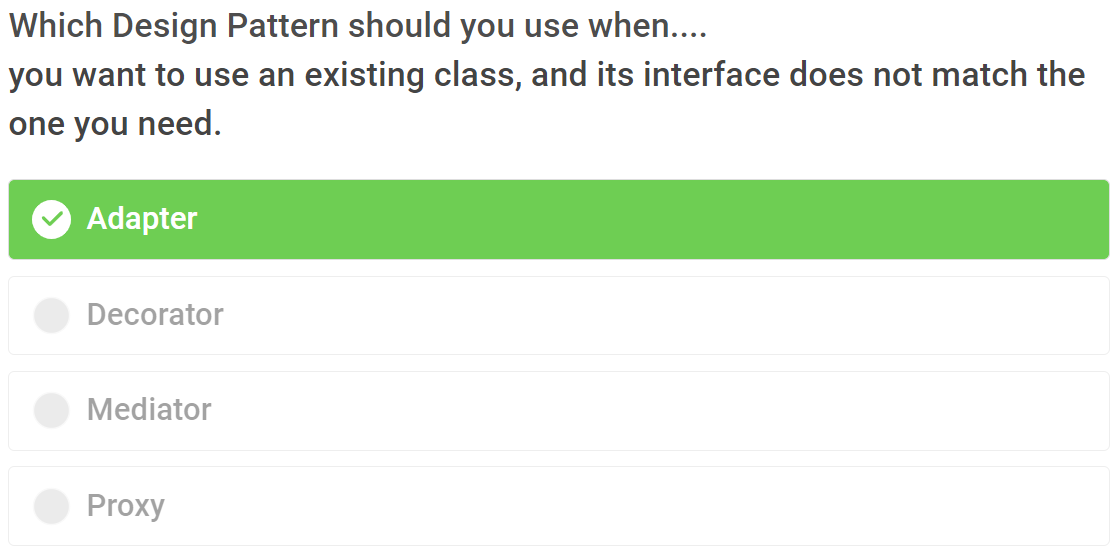 Which Design Pattern should you use when....
you want to use an existing class, and its interface does not match the
one you need.
Adapter
Decorator
Mediator
Proxy